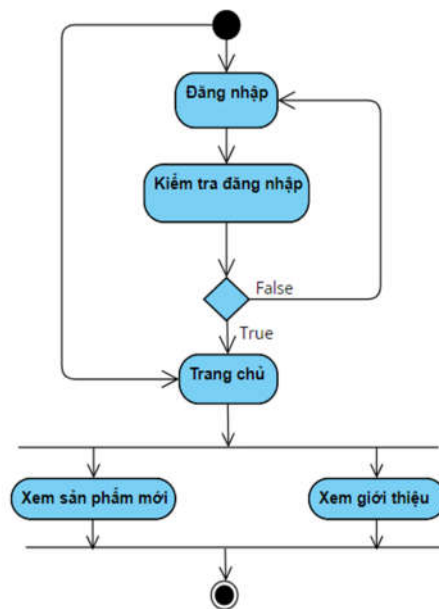 Đăng nhập
Kiểm tra đăng nhập
False
True
Trang chủ
Xem sản phẩm mới
Xem giới thiệu